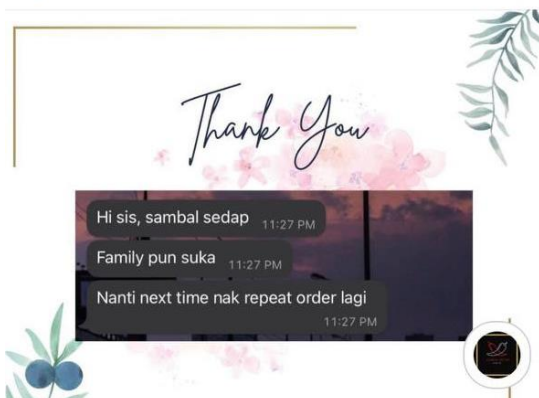 Thank You
Hi sis, sambal sedap 11:27 PM
Family pun suka 11:27 PM
Nanti next time nak repeat order lagi
11:27 PM